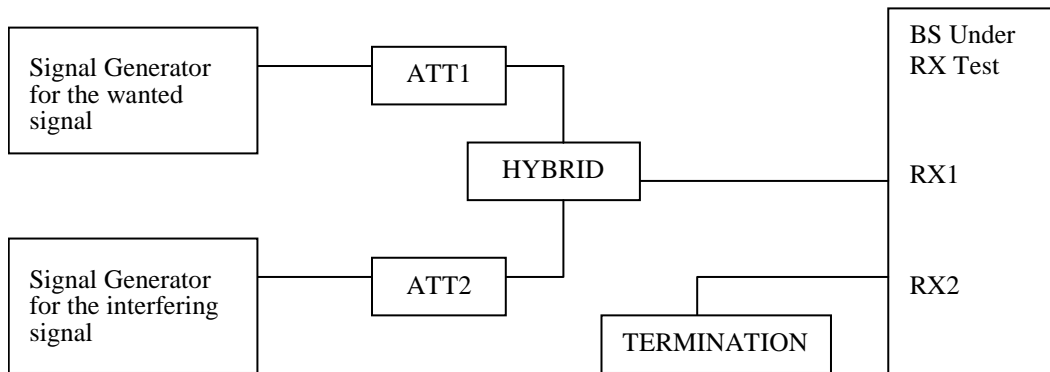 Signal Generator
for the wanted
signal
ATT1
HYBRID
BS Under
RX Test
RX1
Signal Generator
for the interfering
signal
ATT2
RX2
TERMINATION